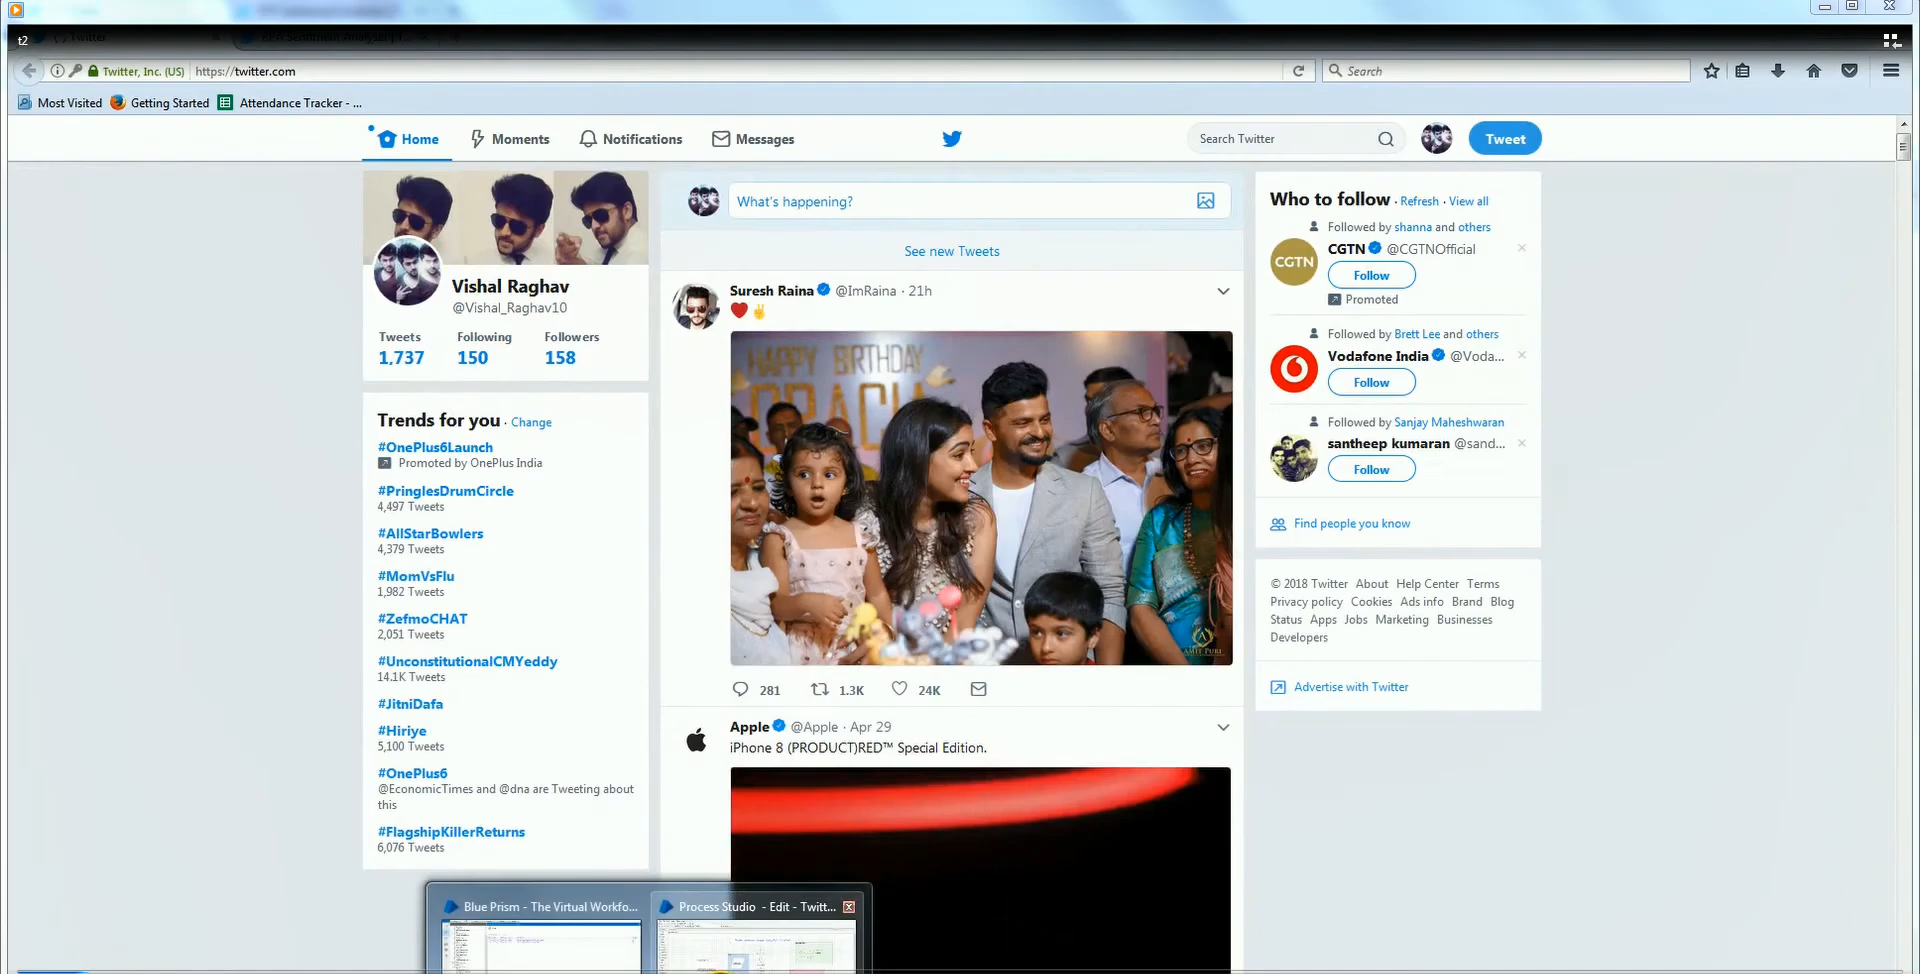 t2
Twitter
Twitter, Inc. (US)
https://twitter.com
Search
Most Visited
Getting Started
Attendance Tracker - ...
Home
Moments
Notifications
Messages
Search Twitter
Tweet
Vishal Raghav
@Vishal_Raghav10
Tweets Following Followers
1,737 150 158
Trends for you · Change
#OnePlus6Launch
Promoted by OnePlus India
#PringlesDrumCircle
4,497 Tweets
#AllStarBowlers
4,379 Tweets
#MomVsFlu
1,982 Tweets
#ZefmoCHAT
2,051 Tweets
#UnconstitutionalCMYeddy
14.1K Tweets
#JitniDafa
#Hiriye
5,100 Tweets
#OnePlus6
@EconomicTimes and @dna are Tweeting about
this
#FlagshipKillerReturns
6,076 Tweets
What's happening?
See new Tweets
Suresh Raina @ImRaina · 21h
HAPPY BIRTHDAY
GRACIA
AMIT PURI
281 1.3K 24K
Apple @Apple · Apr 29
iPhone 8 (PRODUCT)RED™ Special Edition.
Who to follow · Refresh · View all
Followed by shanna and others
CGTN
CGTN @CGTNOfficial
Follow
Promoted
Followed by Brett Lee and others
Vodafone India @Voda...
Follow
Followed by Sanjay Maheshwaran
santheep kumaran @sand...
Follow
Find people you know
© 2018 Twitter About Help Center Terms
Privacy policy Cookies Ads info Brand Blog
Status Apps Jobs Marketing Businesses
Developers
Advertise with Twitter
Blue Prism - The Virtual Workfo...
Process Studio - Edit - Twitt...